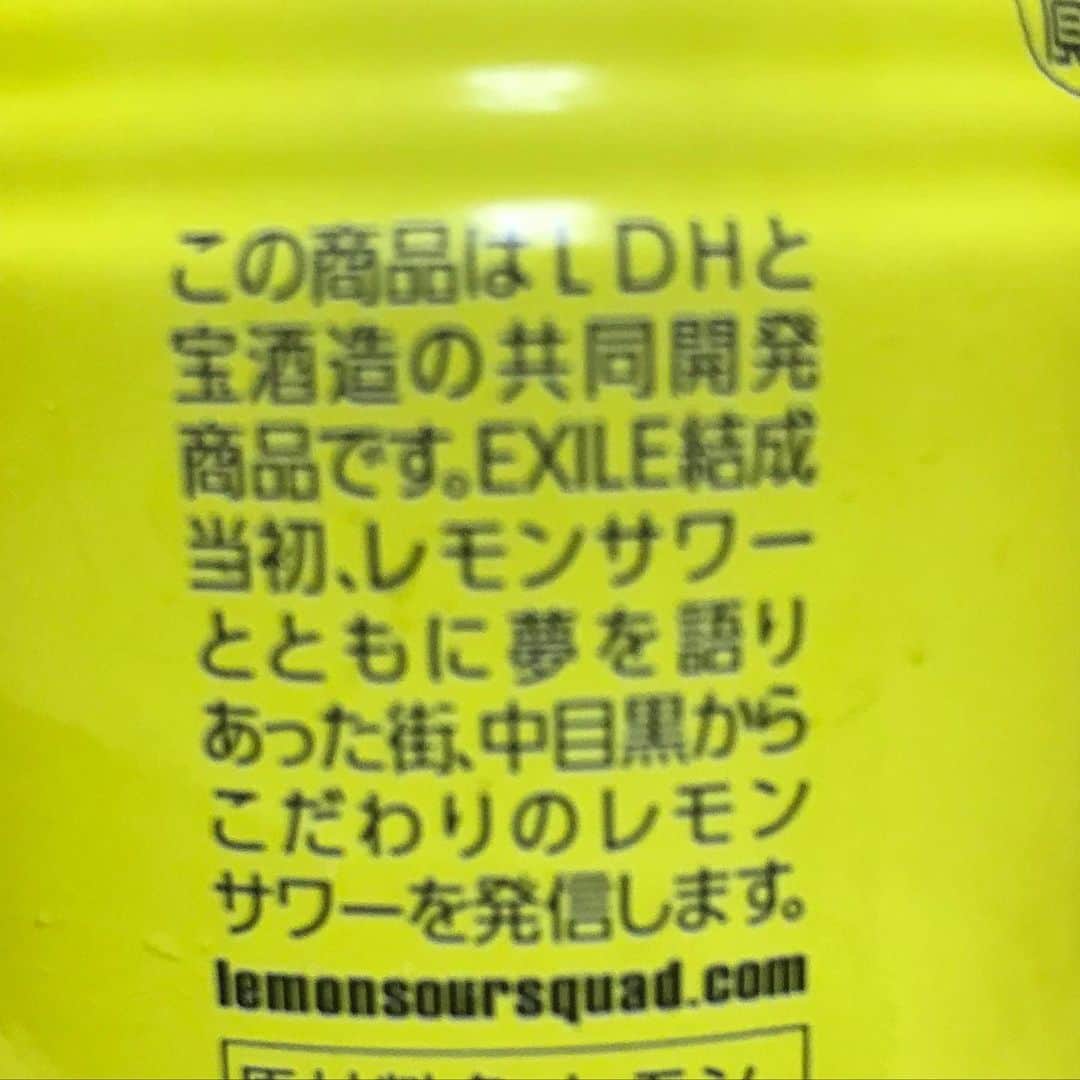 この商品はLDHと
宝酒造の共同開発
商品です。EXILE結成
当初、レモンサワー
とともに夢を語り
あった街、中目黒から
こだわりのレモン
サワーを発信します。
lemonsoursquad.com